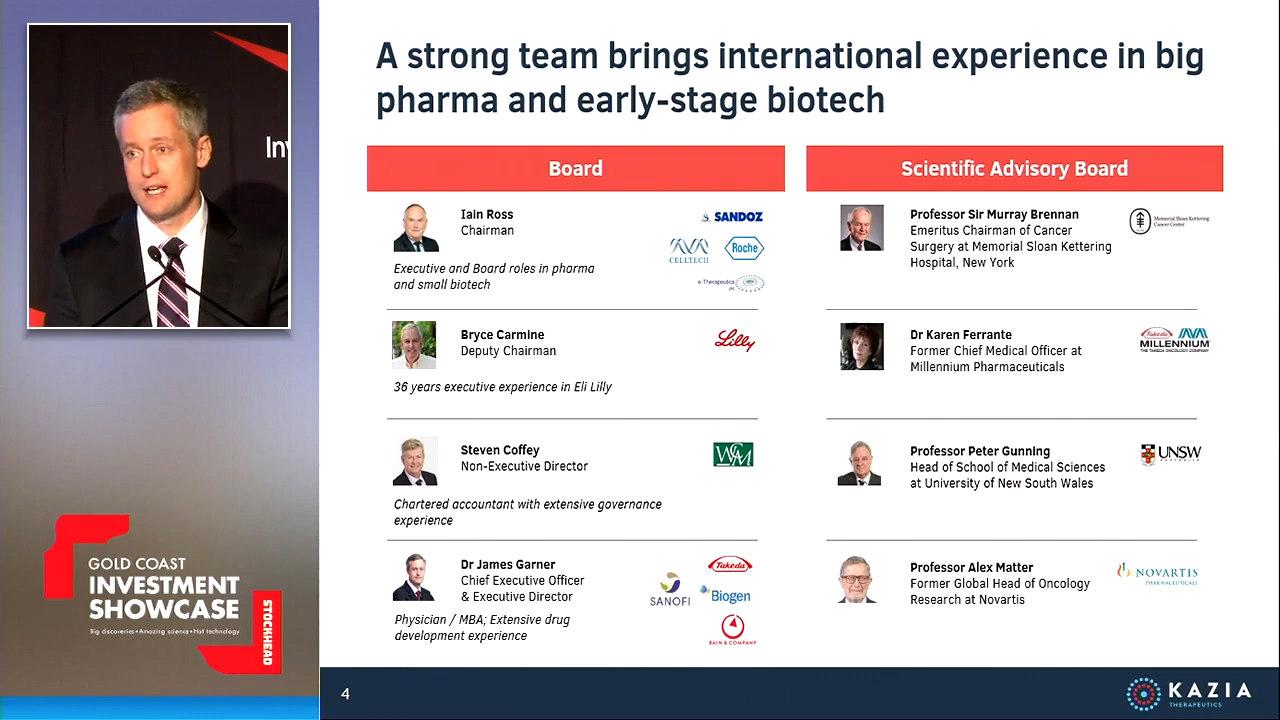 A strong team brings international experience in big
pharma and early-stage biotech
In
Board
Iain Ross
Chairman
SANDOZ
CELLTECH
Roche
e-Therapeutics
plc
Executive and Board roles in pharma
and small biotech
Bryce Carmine
Deputy Chairman
Lilly
36 years executive experience in Eli Lilly
Steven Coffey
Non-Executive Director
Chartered accountant with extensive governance
experience
Dr James Garner
Chief Executive Officer
& Executive Director
Takeda
SANOFI
Biogen
BAIN & COMPANY
Physician / MBA; Extensive drug
development experience
Scientific Advisory Board
Professor Sir Murray Brennan
Emeritus Chairman of Cancer
Surgery at Memorial Sloan Kettering
Hospital, New York
Memorial Sloan Kettering
Cancer Center
Dr Karen Ferrante
Former Chief Medical Officer at
Millennium Pharmaceuticals
Takeda
MILLENNIUM
THE TAKEDA ONCOLOGY COMPANY
Professor Peter Gunning
Head of School of Medical Sciences
at University of New South Wales
UNSW
AUSTRALIA
Professor Alex Matter
Former Global Head of Oncology
Research at Novartis
NOVARTIS
PHARMACEUTICALS
GOLD COAST
INVESTMENT
SHOWCASE
Big discoveries • Amazing science • Hot technology
STOCKHEAD
4
KAZIA
THERAPEUTICS